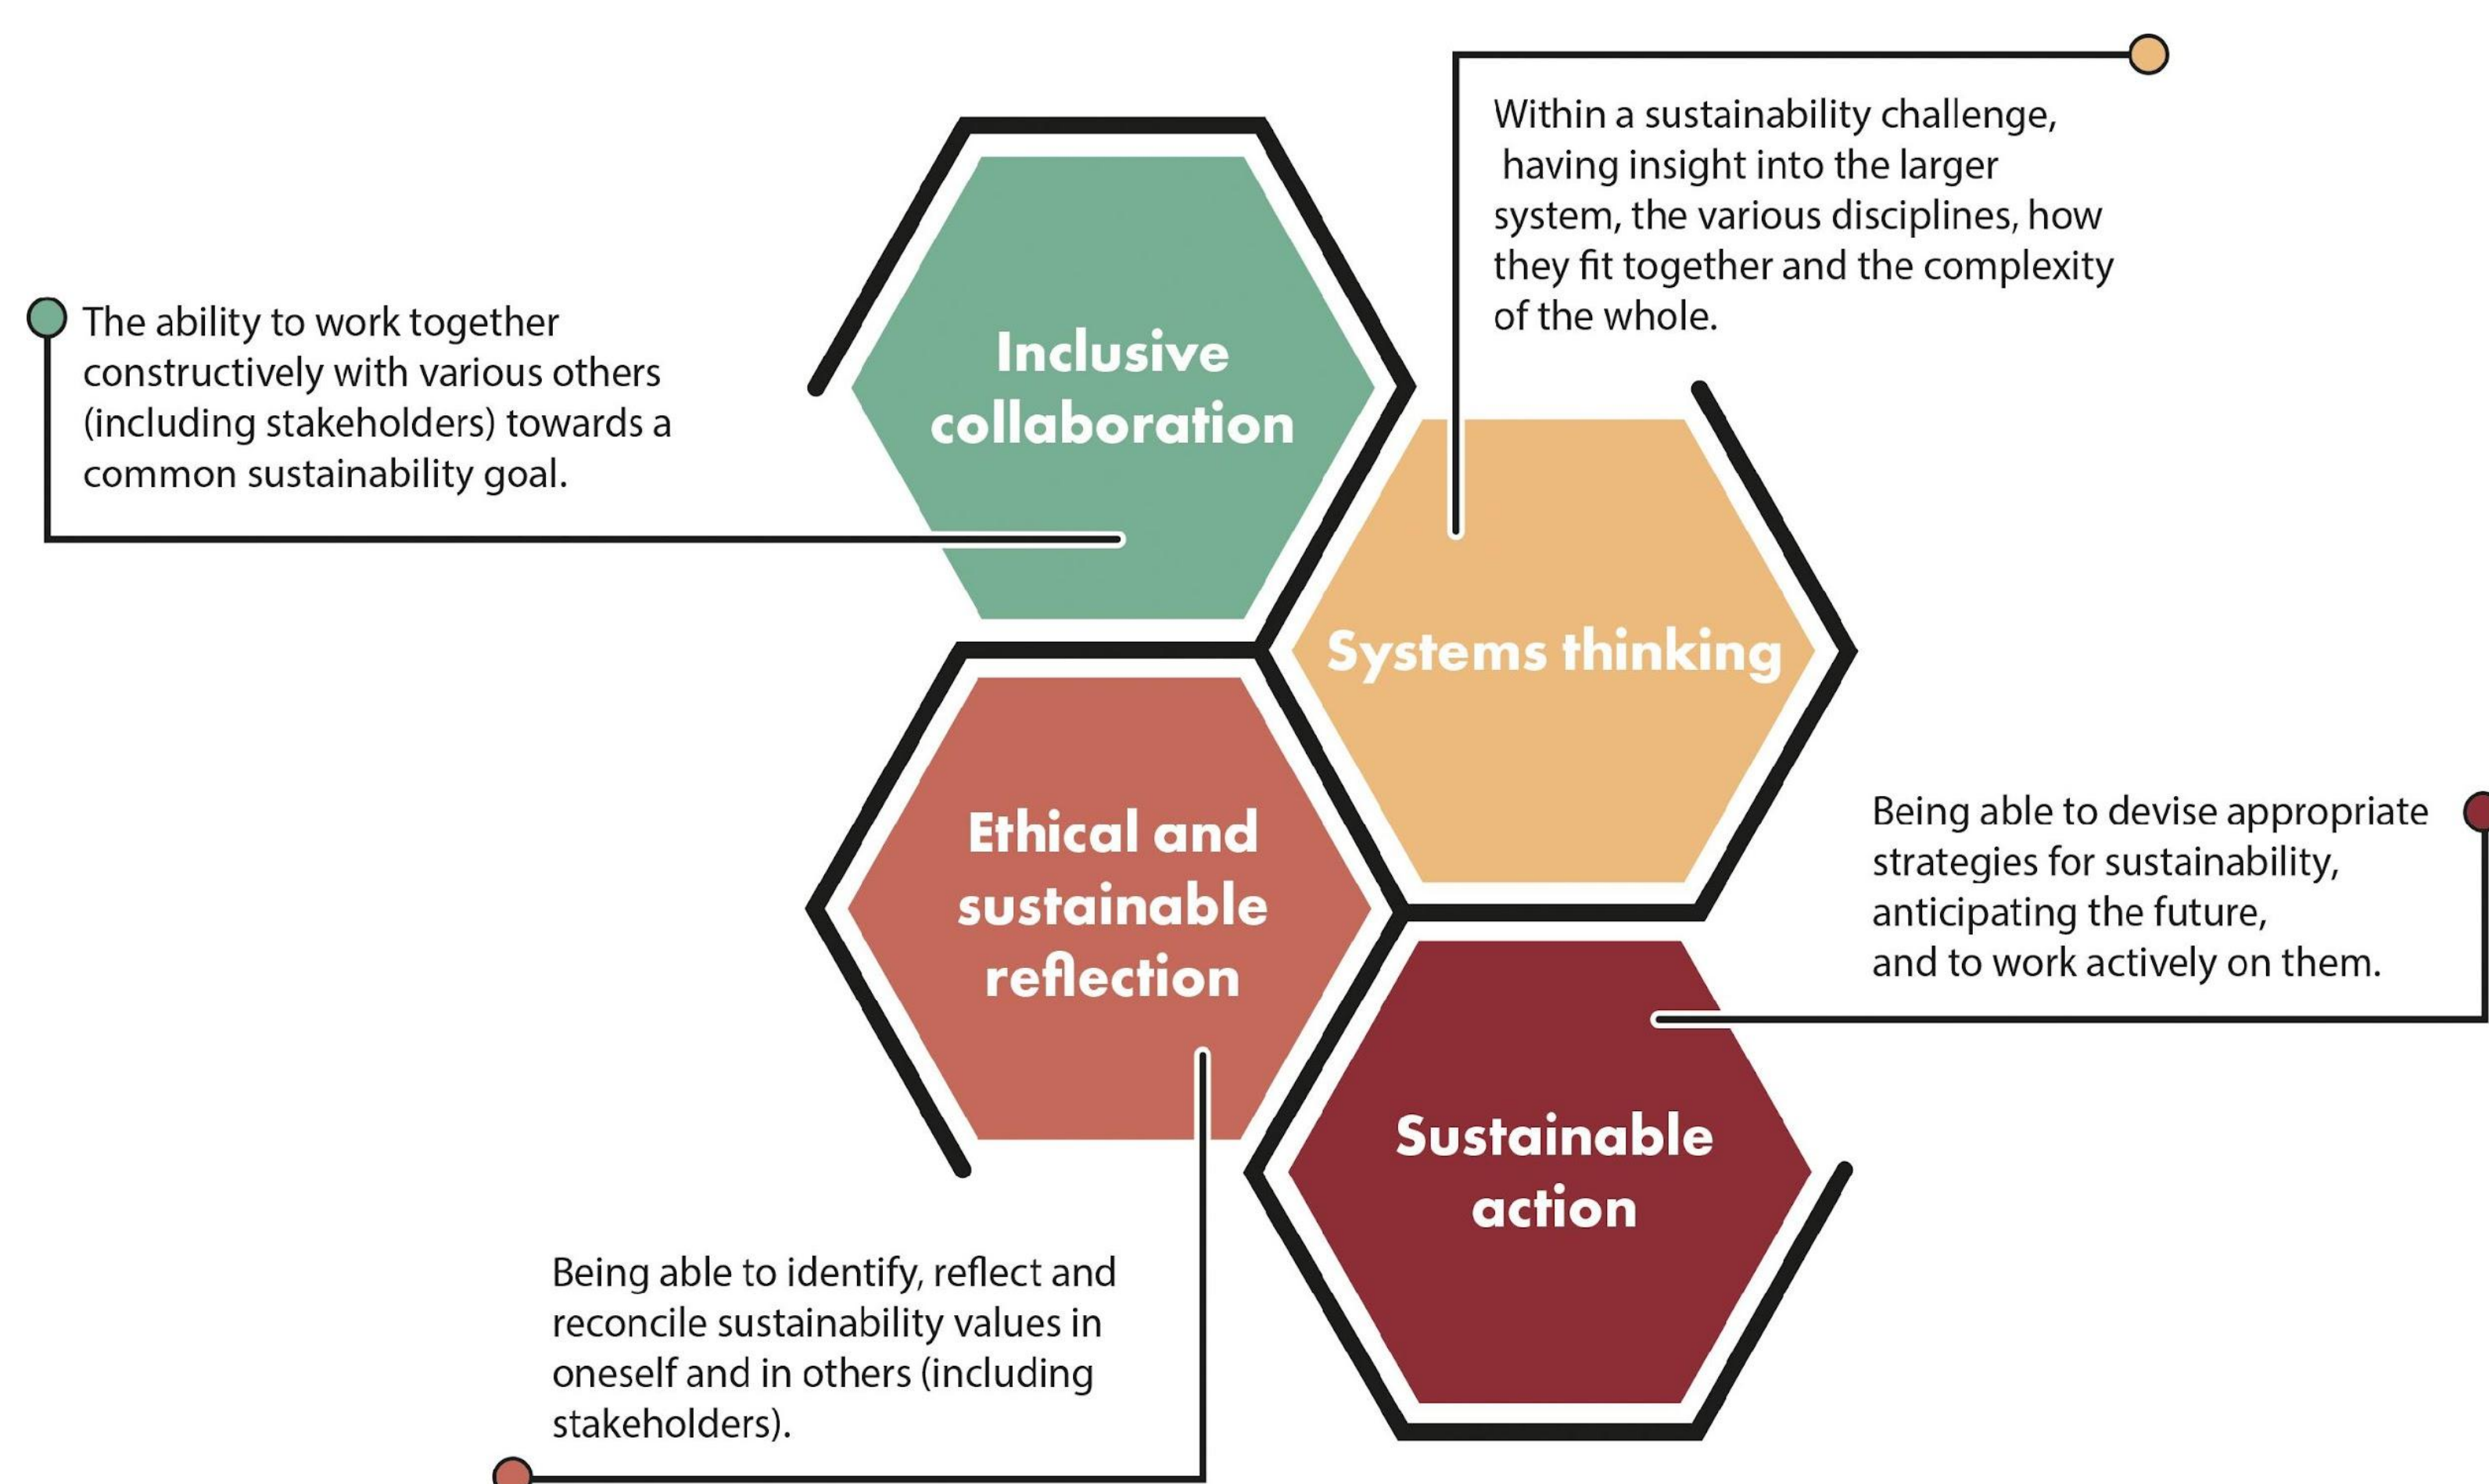 Within a sustainability challenge,
having insight into the larger
system, the various disciplines, how
they fit together and the complexity
of the whole.
The ability to work together
constructively with various others
(including stakeholders) towards a
common sustainability goal.
Inclusive
collaboration
Systems thinking
Ethical and
sustainable
reflection
Being able to devise appropriate
strategies for sustainability,
anticipating the future,
and to work actively on them.
Sustainable
action
Being able to identify, reflect and
reconcile sustainability values in
oneself and in others (including
stakeholders).